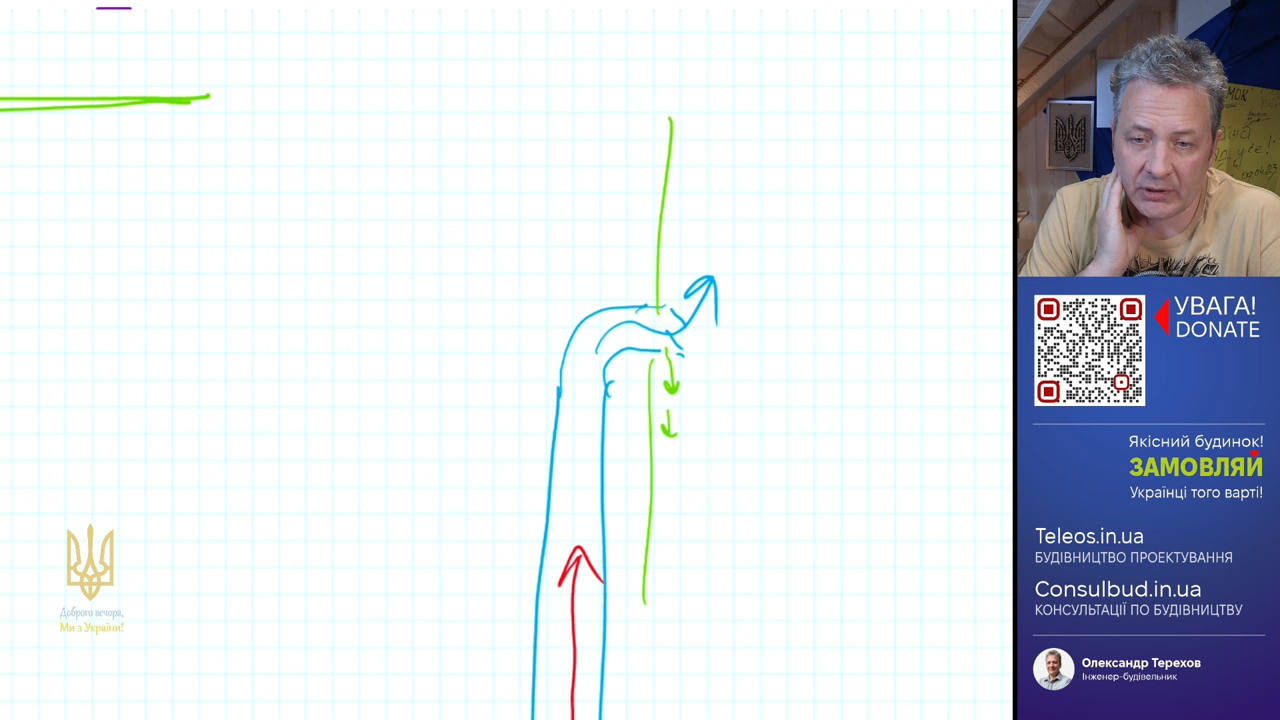 Доброго вечора,
Ми з України!
УВАГА!
DONATE
Якісний будинок!
ЗАМОВЛЯЙ
Українці того варті!
Teleos.in.ua
БУДІВНИЦТВО ПРОЕКТУВАННЯ
Consulbud.in.ua
КОНСУЛЬТАЦІЇ ПО БУДІВНИЦТВУ
Олександр Терехов
Інженер-будівельник